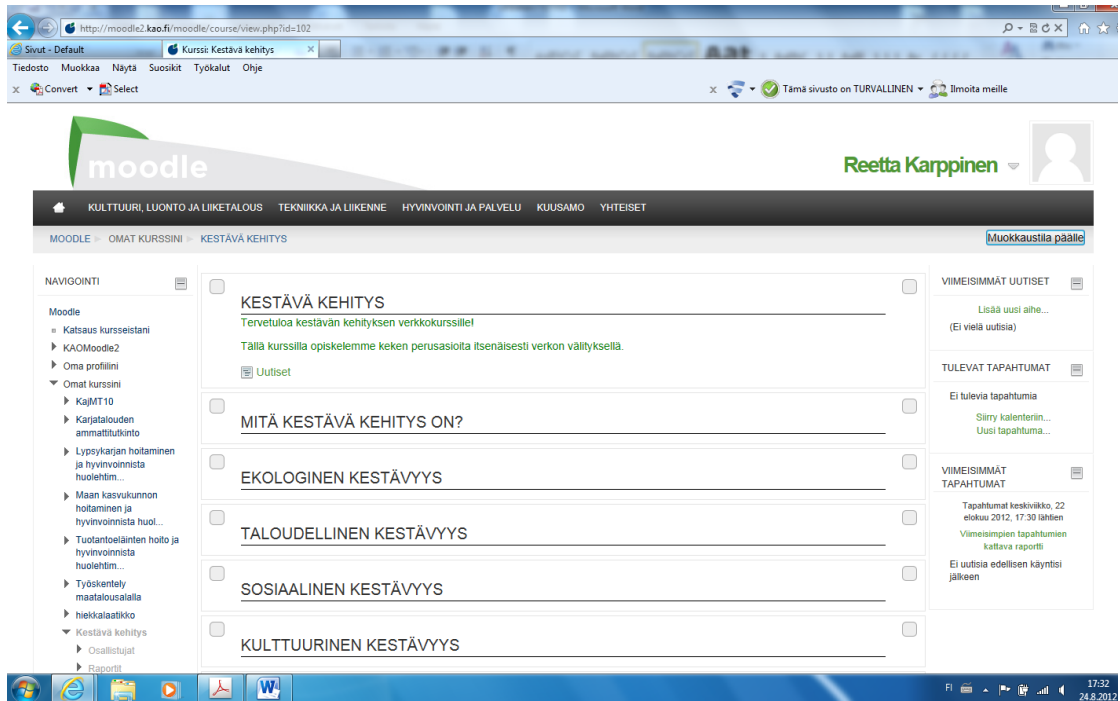 http://moodle2.kao.fi/moodle/course/view.php?id=102
Sivut - Default
Kurssi: Kestävä kehitys
Tiedosto Muokkaa Näytä Suosikit Työkalut Ohje
x Convert Select
x Tämä sivusto on TURVALLINEN Ilmoita meille
moodle
Reetta Karppinen
KULTTUURI, LUONTO JA LIIKETALOUS TEKNIIKKA JA LIIKENNE HYVINVOINTI JA PALVELU KUUSAMO YHTEISET
MOODLE OMAT KURSSINI KESTÄVÄ KEHITYS
Muokkaustila päälle
NAVIGOINTI
Moodle
Katsaus kursseistani
KAOMoodle2
Oma profiilini
Omat kurssini
KajMT10
Karjatalouden
ammattitutkinto
Lypsykarjan hoitaminen
ja hyvinvoinnista
huolehtim...
Maan kasvukunnon
hoitaminen ja
hyvinvoinnista huol...
Tuotantoeläinten hoito ja
hyvinvoinnista
huolehtim...
Työskentely
maatalousalalla
hiekkalaatikko
Kestävä kehitys
Osallistujat
Raportit
KESTÄVÄ KEHITYS
Tervetuloa kestävän kehityksen verkkokurssille!
Tällä kurssilla opiskelemme keken perusasioita itsenäisesti verkon välityksellä.
Uutiset
MITÄ KESTÄVÄ KEHITYS ON?
EKOLOGINEN KESTÄVYYS
TALOUDELLINEN KESTÄVYYS
SOSIAALINEN KESTÄVYYS
KULTTUURINEN KESTÄVYYS
VIIMEISIMMÄT UUTISET
Lisää uusi aihe...
(Ei vielä uutisia)
TULEVAT TAPAHTUMAT
Ei tulevia tapahtumia
Siirry kalenteriin...
Uusi tapahtuma...
VIIMEISIMMÄT
TAPAHTUMAT
Tapahtumat keskiviikko, 22
elokuu 2012, 17:30 lähtien
Viimeisimpien tapahtumien
kattava raportti
Ei uutisia edellisen käyntisi
jälkeen
FI
17:32
24.8.2012